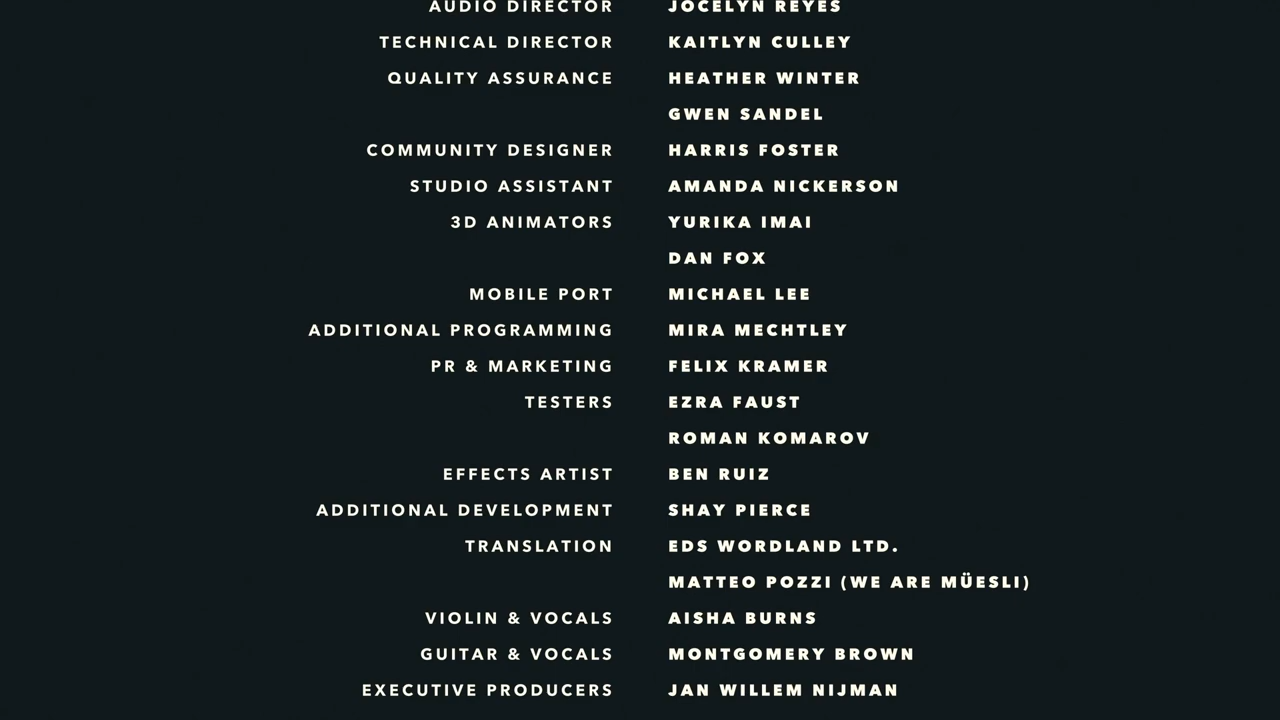 AUDIO DIRECTOR JOCELYN REYES
TECHNICAL DIRECTOR KAITLYN CULLEY
QUALITY ASSURANCE HEATHER WINTER
GWEN SANDEL
COMMUNITY DESIGNER HARRIS FOSTER
STUDIO ASSISTANT AMANDA NICKERSON
3D ANIMATORS YURIKA IMAI
DAN FOX
MOBILE PORT MICHAEL LEE
ADDITIONAL PROGRAMMING MIRA MECHTLEY
PR & MARKETING FELIX KRAMER
TESTERS EZRA FAUST
ROMAN KOMAROV
EFFECTS ARTIST BEN RUIZ
ADDITIONAL DEVELOPMENT SHAY PIERCE
TRANSLATION EDS WORDLAND LTD.
MATTEO POZZI (WE ARE MÜESLI)
VIOLIN & VOCALS AISHA BURNS
GUITAR & VOCALS MONTGOMERY BROWN
EXECUTIVE PRODUCERS JAN WILLEM NIJMAN